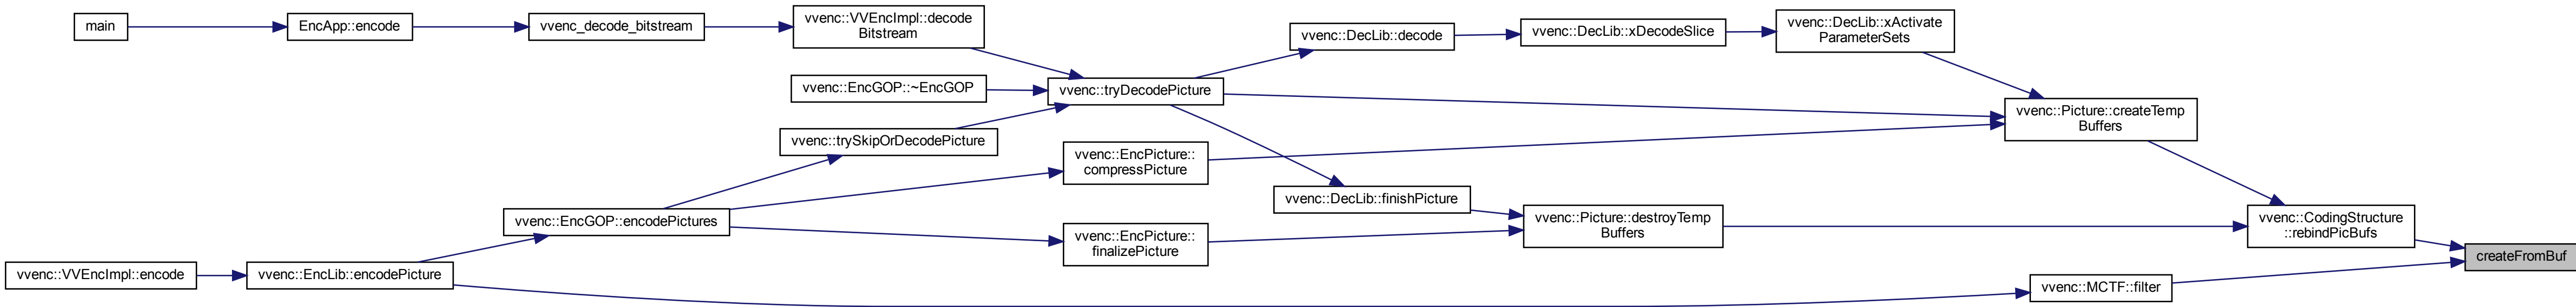 main
EncApp::encode
vvenc_decode_bitstream
vvenc::VVEncImpl::decode
Bitstream
vvenc::DecLib::decode
vvenc::DecLib::xDecodeSlice
vvenc::DecLib::xActivate
ParameterSets
vvenc::EncGOP::~EncGOP
vvenc::tryDecodePicture
vvenc::trySkipOrDecodePicture
vvenc::Picture::createTemp
Buffers
vvenc::EncPicture::
compressPicture
vvenc::DecLib::finishPicture
vvenc::EncGOP::encodePictures
vvenc::EncPicture::
finalizePicture
vvenc::Picture::destroyTemp
Buffers
vvenc::CodingStructure
::rebindPicBufs
createFromBuf
vvenc::VVEncImpl::encode
vvenc::EncLib::encodePicture
vvenc::MCTF::filter